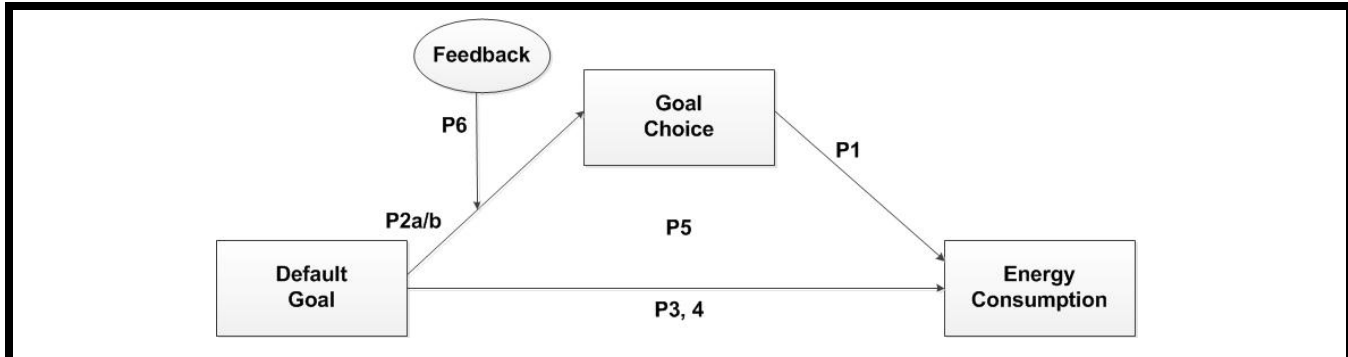 Feedback
Goal
Choice
P6
P1
P2a/b
P5
Default
Goal
Energy
Consumption
P3, 4